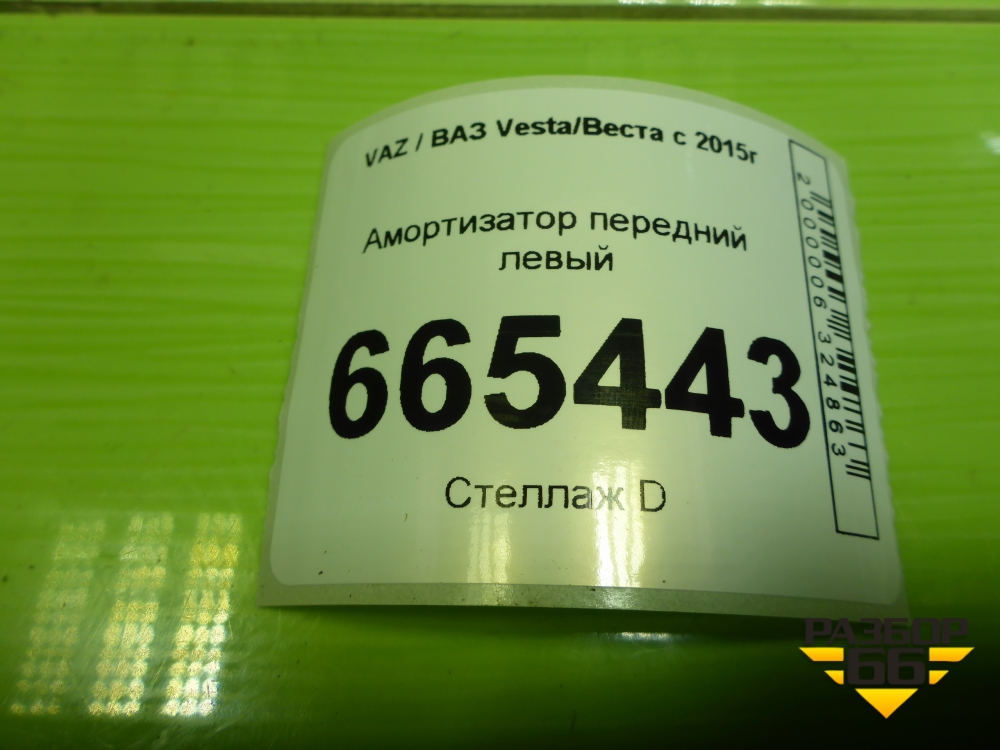 VAZ / ВАЗ Vesta/Веста с 2015г
Амортизатор передний
левый
665443
Стеллаж D
2000006324863
РАЗБОР
66